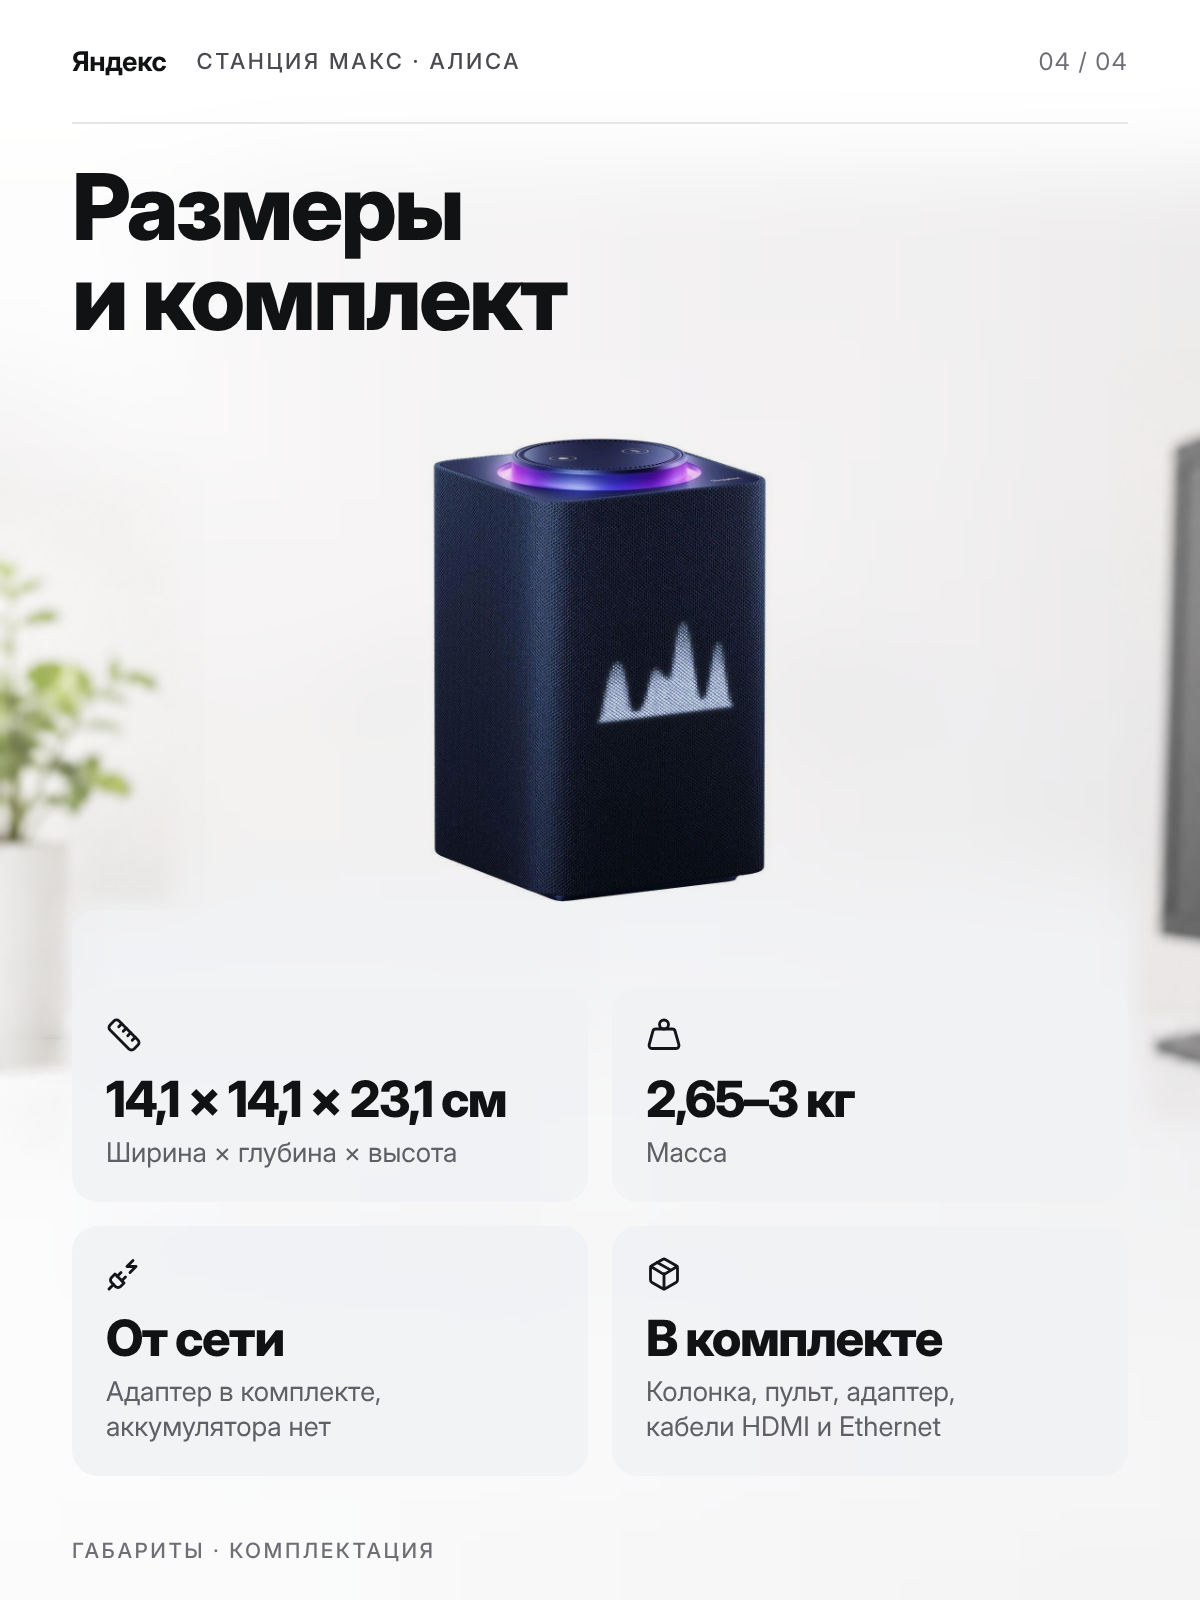 Яндекс СТАНЦИЯ МАКС · АЛИСА 04 / 04
Размеры
и комплект
14,1 × 14,1 × 23,1 см
Ширина × глубина × высота
2,65–3 кг
Масса
От сети
Адаптер в комплекте,
аккумулятора нет
В комплекте
Колонка, пульт, адаптер,
кабели HDMI и Ethernet
ГАБАРИТЫ · КОМПЛЕКТАЦИЯ